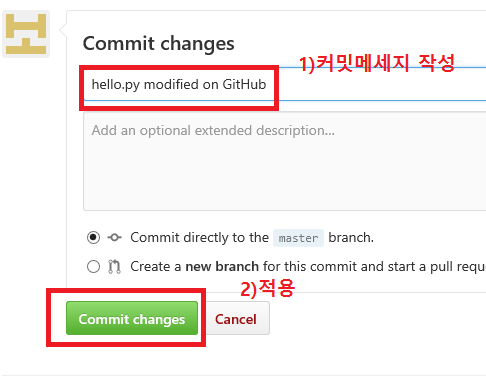 Commit changes
1)커밋메세지 작성
hello.py modified on GitHub
Add an optional extended description...
Commit directly to the master branch.
Create a new branch for this commit and start a pull reque
2)적용
Commit changes
Cancel